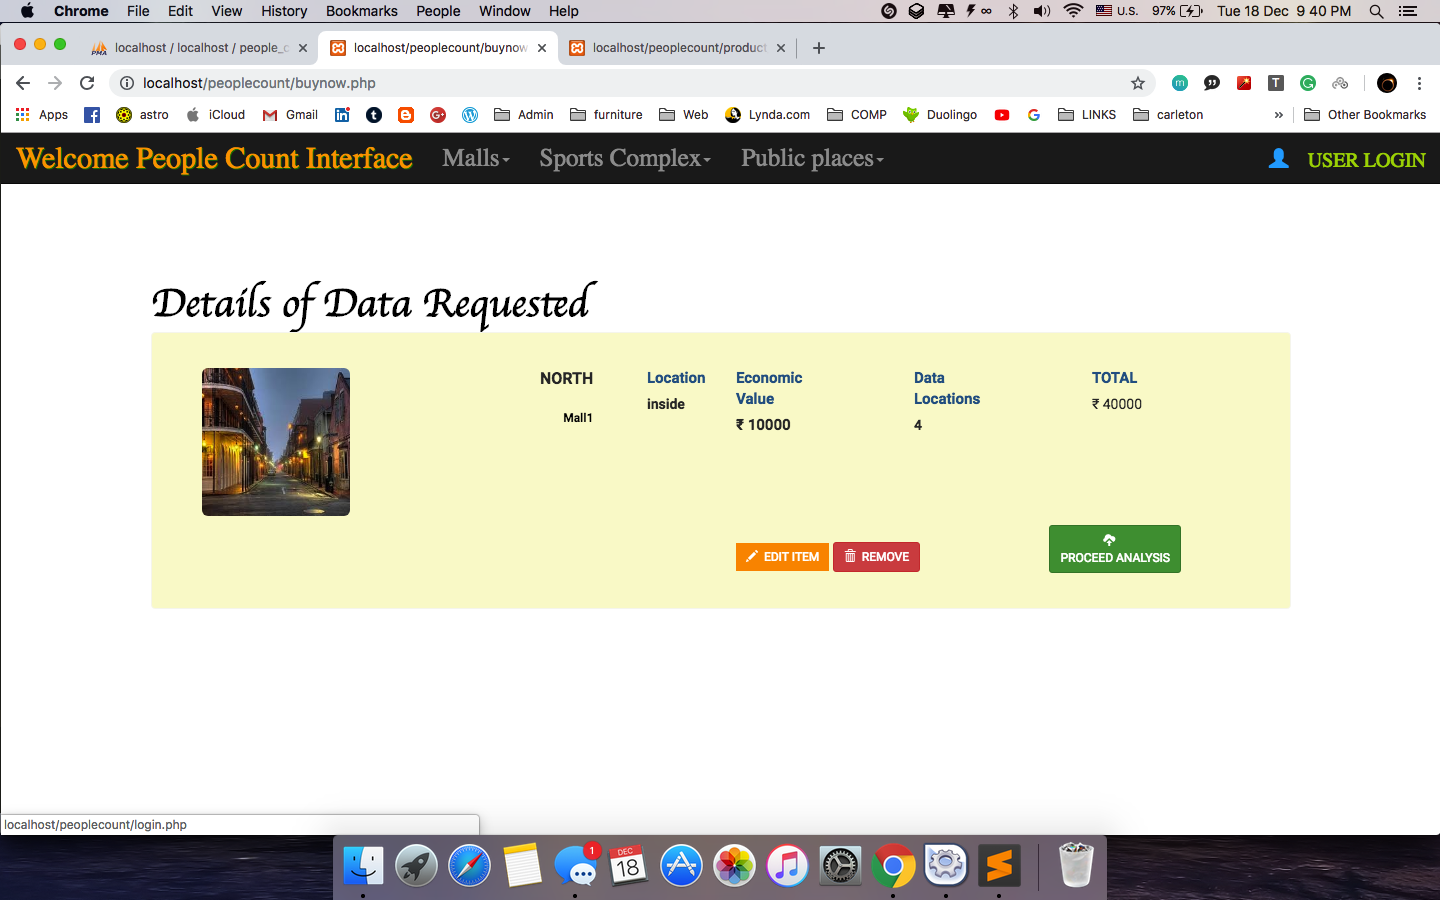 Chrome File Edit View History Bookmarks People Window Help U.S. 97% Tue 18 Dec 9 40 PM
localhost / localhost / people_c localhost/peoplecount/buynow localhost/peoplecount/product
localhost/peoplecount/buynow.php T
Apps astro iCloud Gmail Admin furniture Web Lynda.com COMP Duolingo LINKS carleton » Other Bookmarks
Welcome People Count Interface Malls Sports Complex Public places USER LOGIN
Details of Data Requested
NORTH Location Economic Data TOTAL
Value Locations
inside ₹ 40000
Mall1 ₹ 10000 4
EDIT ITEM REMOVE PROCEED ANALYSIS
localhost/peoplecount/login.php
1
DEC
18